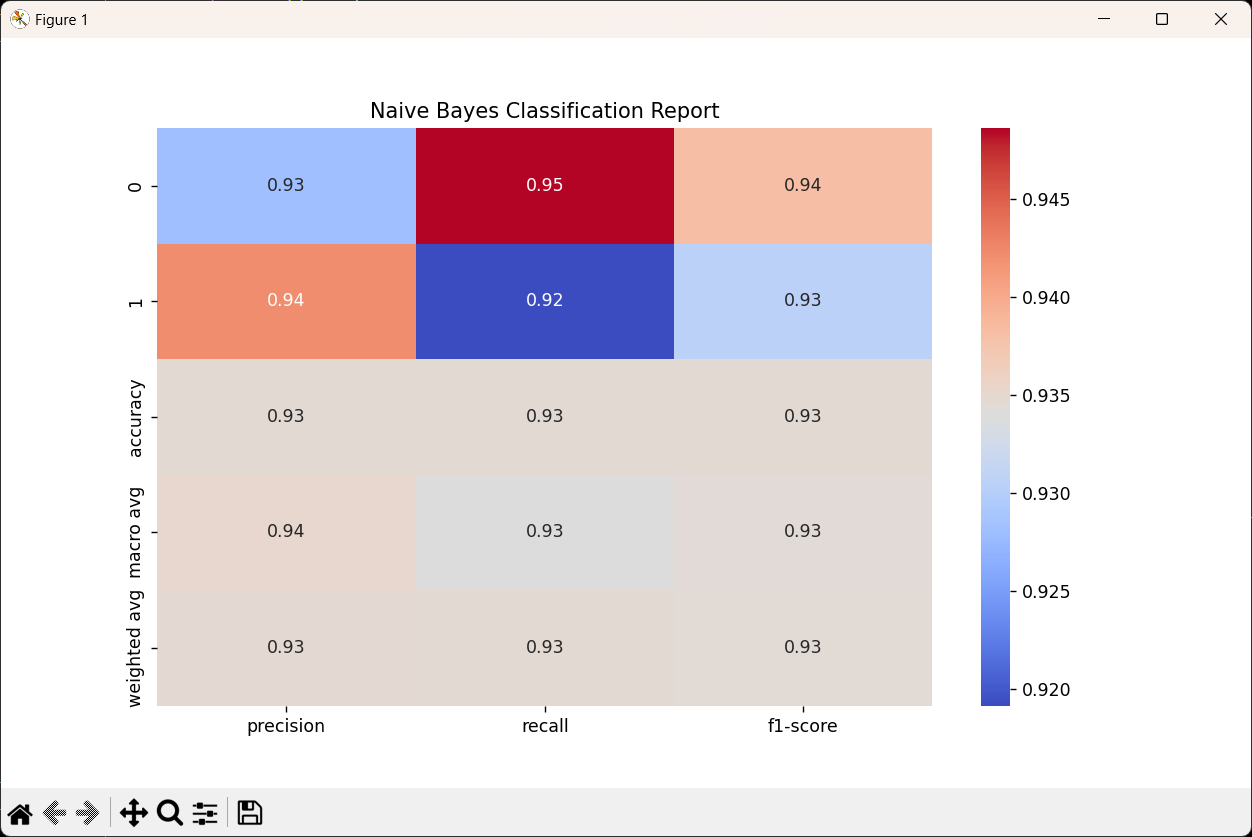 Figure 1
Naive Bayes Classification Report
0 0.93 0.95 0.94
1 0.94 0.92 0.93
accuracy 0.93 0.93 0.93
macro avg 0.94 0.93 0.93
weighted avg 0.93 0.93 0.93
precision recall f1-score
0.945
0.940
0.935
0.930
0.925
0.920